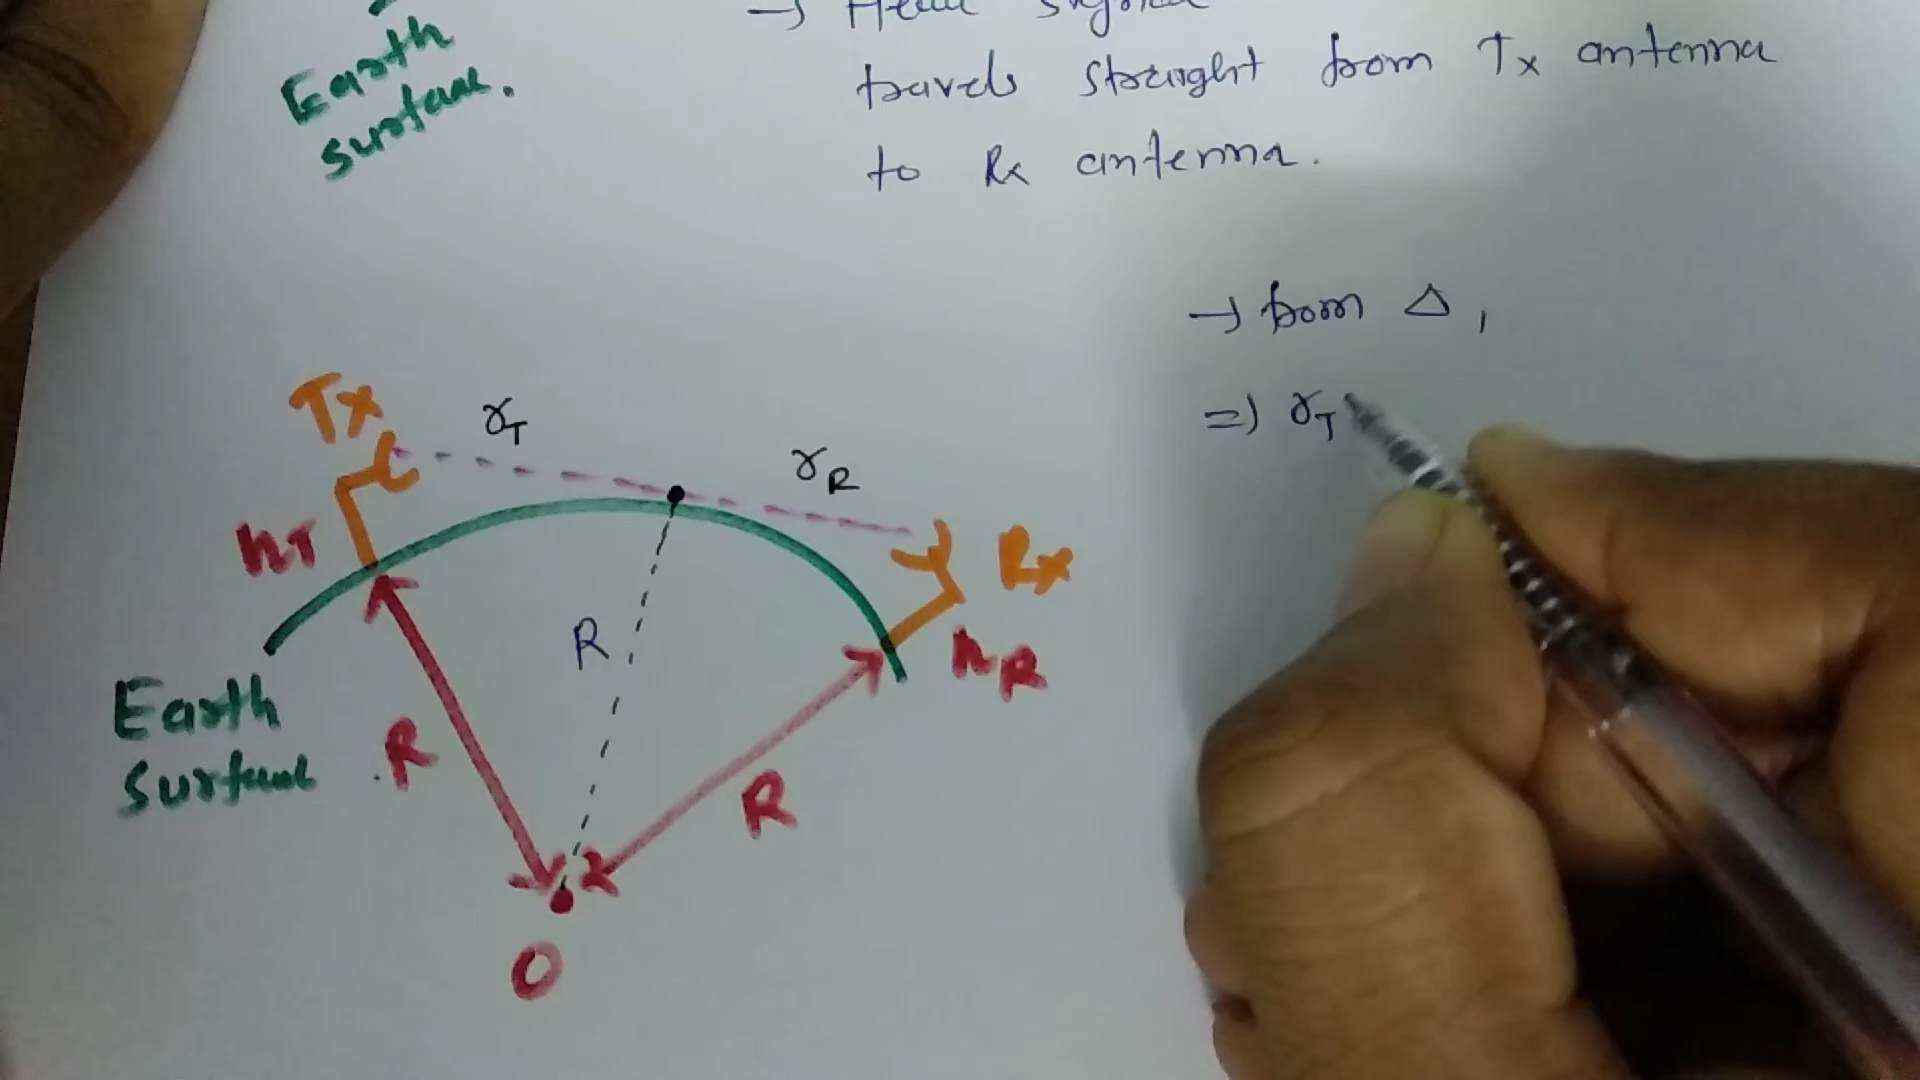 Earth
surface.
→
travels straight from Tx antenna
to Rx antenna.
→ from Δ,
⇒ rT
Tx
rT
rR
hT
Rx
R
hR
Earth
surface
R
R
O